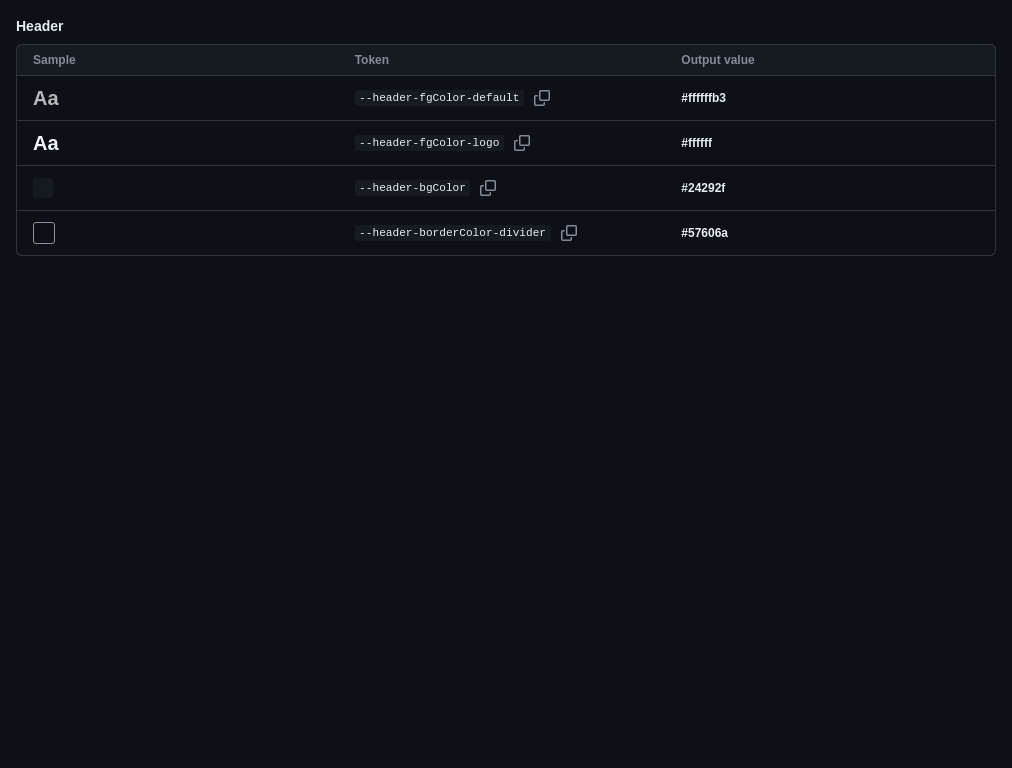 Header
Sample Token Output value
Aa --header-fgColor-default #ffffffb3
Aa --header-fgColor-logo #ffffff
--header-bgColor #24292f
--header-borderColor-divider #57606a